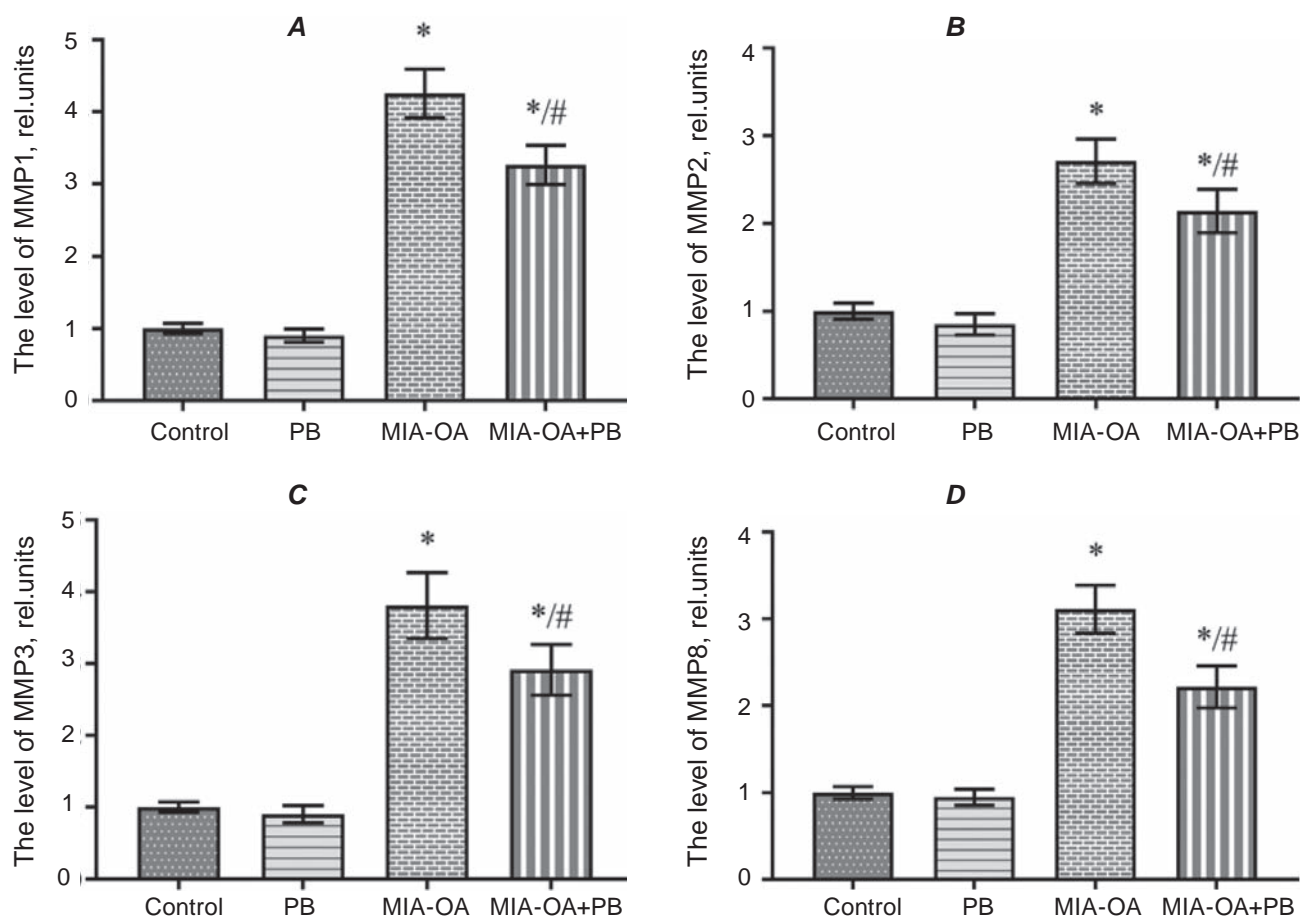 A
The level of MMP1, rel.units
5
4
3
2
1
0
*
*/#
Control PB MIA-OA MIA-OA+PB
B
The level of MMP2, rel.units
4
3
2
1
0
*
*/#
Control PB MIA-OA MIA-OA+PB
C
The level of MMP3, rel.units
5
4
3
2
1
0
*
*/#
Control PB MIA-OA MIA-OA+PB
D
The level of MMP8, rel.units
4
3
2
1
0
*
*/#
Control PB MIA-OA MIA-OA+PB